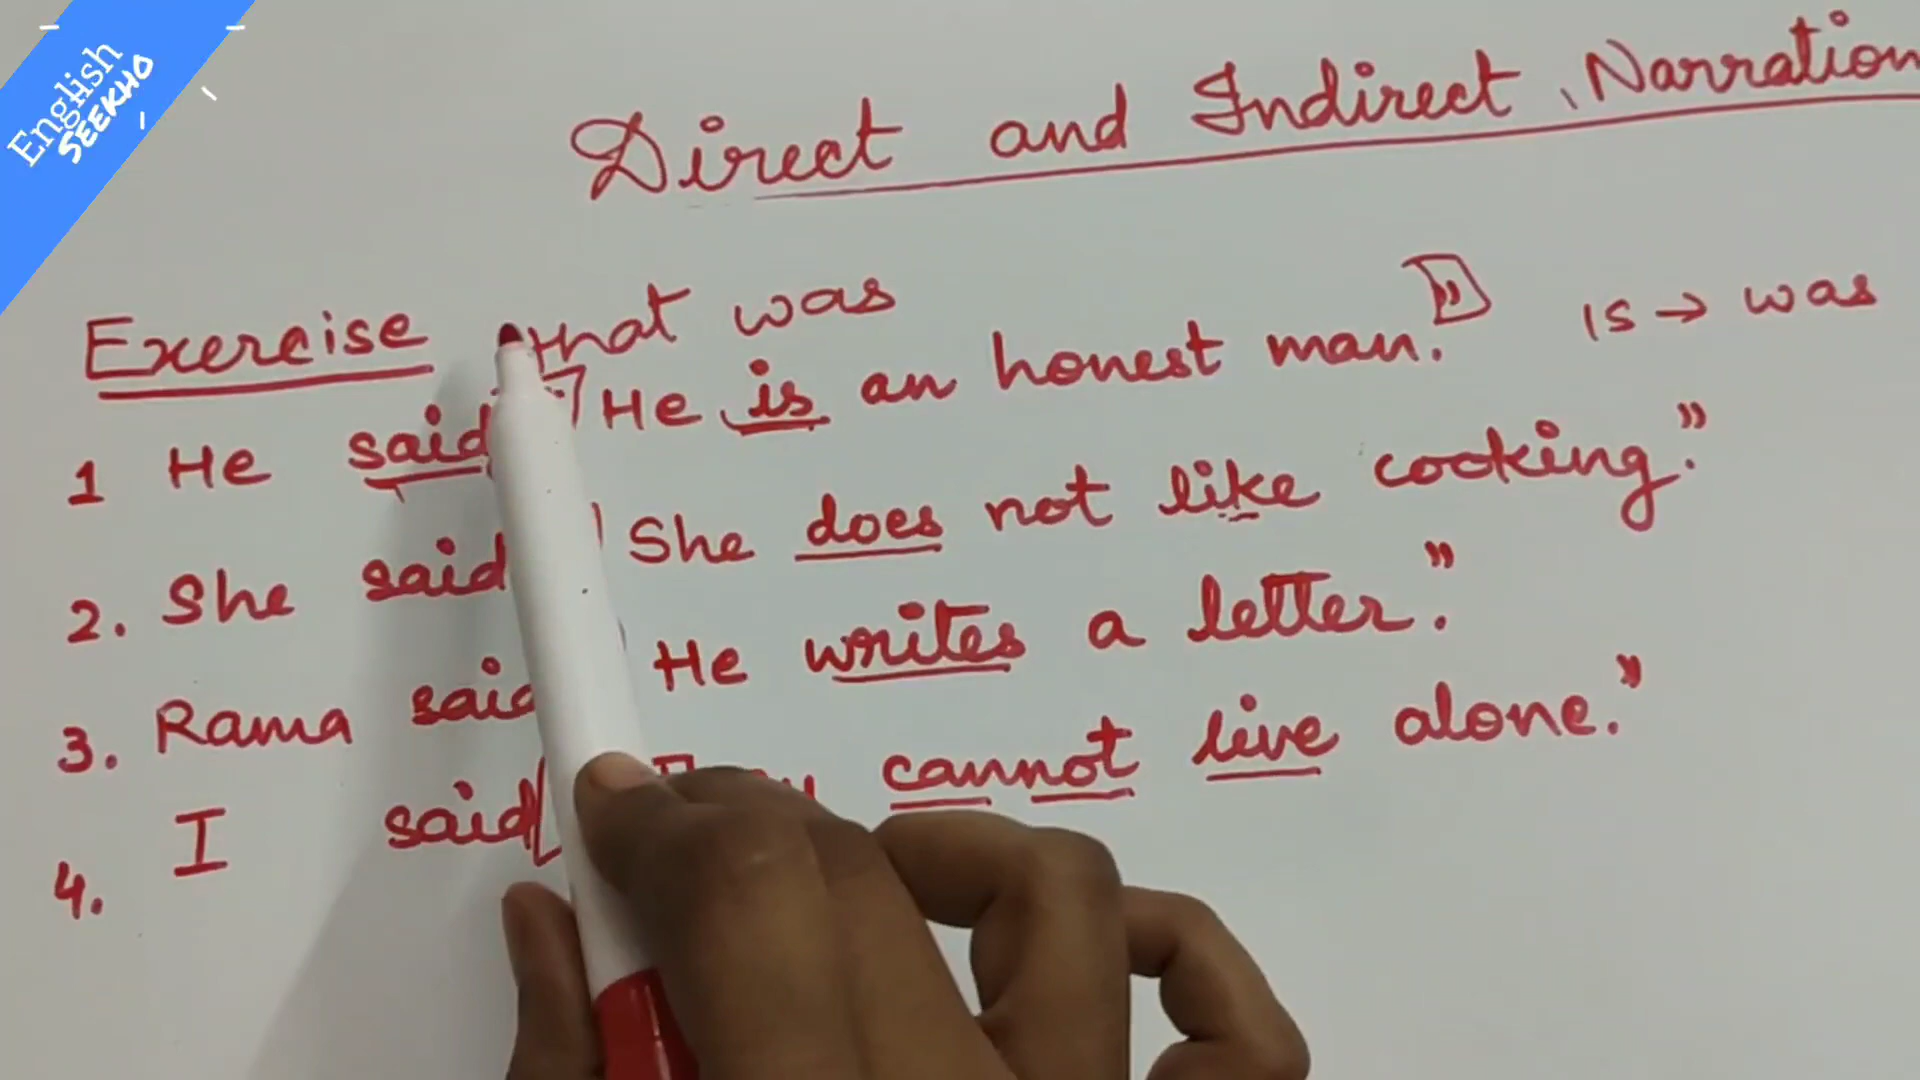 English
SEEKHO
Direct and Indirect Narration
Exercise that was
1 He said "He is an honest man." is → was
2. She said She does not like cooking."
3. Rama said He writes a letter."
4. I said cannot live alone."